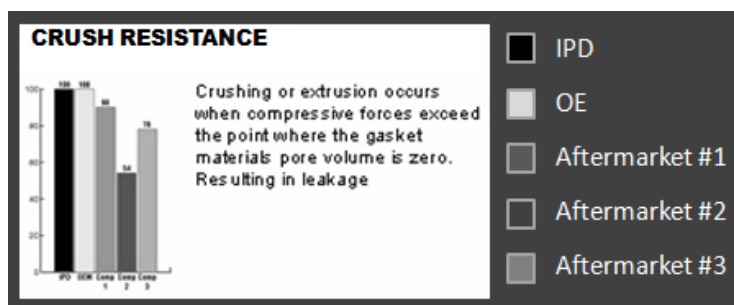 CRUSH RESISTANCE
Crushing or extrusion occurs
when compressive forces exceed
the point where the gasket
materials pore volume is zero.
Resulting in leakage
100
80
60
40
20
0
100 100 90 54 78
IPD OEM Comp Comp Comp
1 2 3
IPD
OE
Aftermarket #1
Aftermarket #2
Aftermarket #3